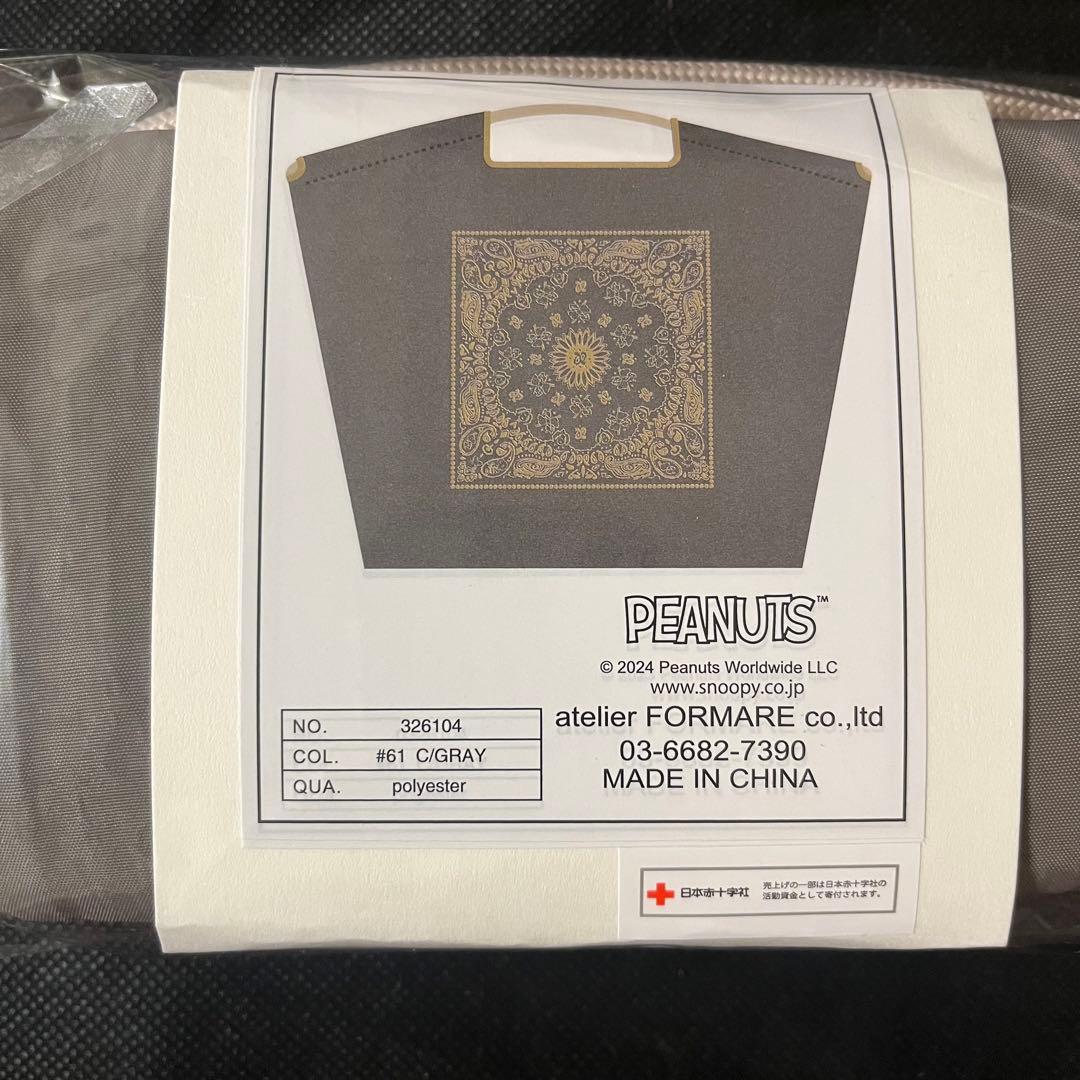 PEANUTS™
© 2024 Peanuts Worldwide LLC
www.snoopy.co.jp
atelier FORMARE co.,ltd
03-6682-7390
MADE IN CHINA
NO. 326104
COL. #61 C/GRAY
QUA. polyester
日本赤十字社
売上げの一部は日本赤十字社の
活動資金として寄付されます。